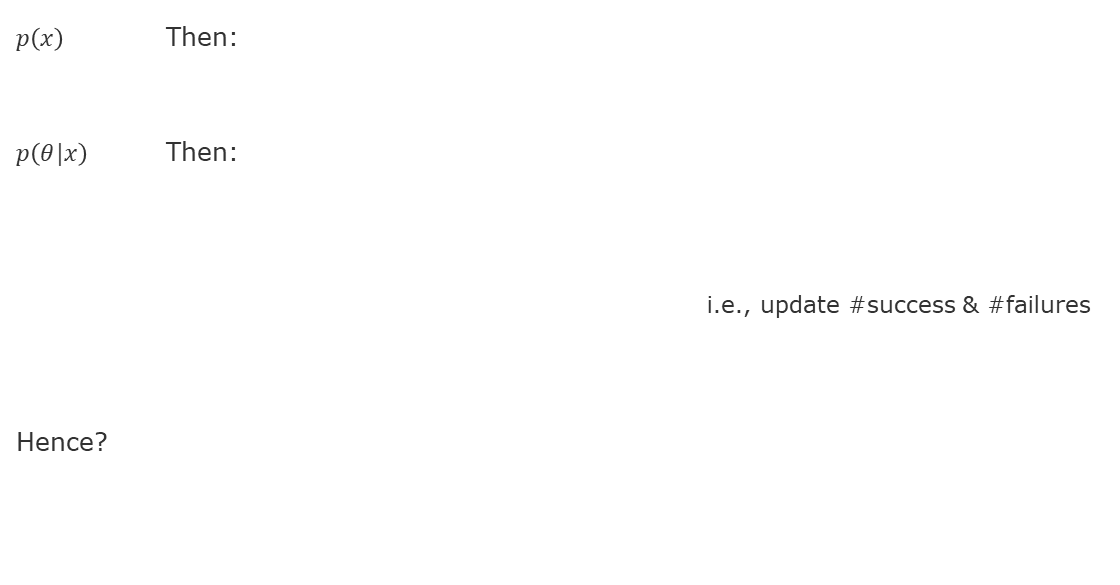 p(x) Then:
p(θ|x) Then:
i.e., update #success & #failures
Hence?